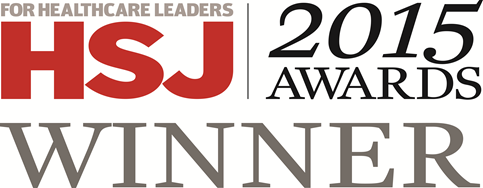 FOR HEALTHCARE LEADERS
HSJ
2015
AWARDS
WINNER